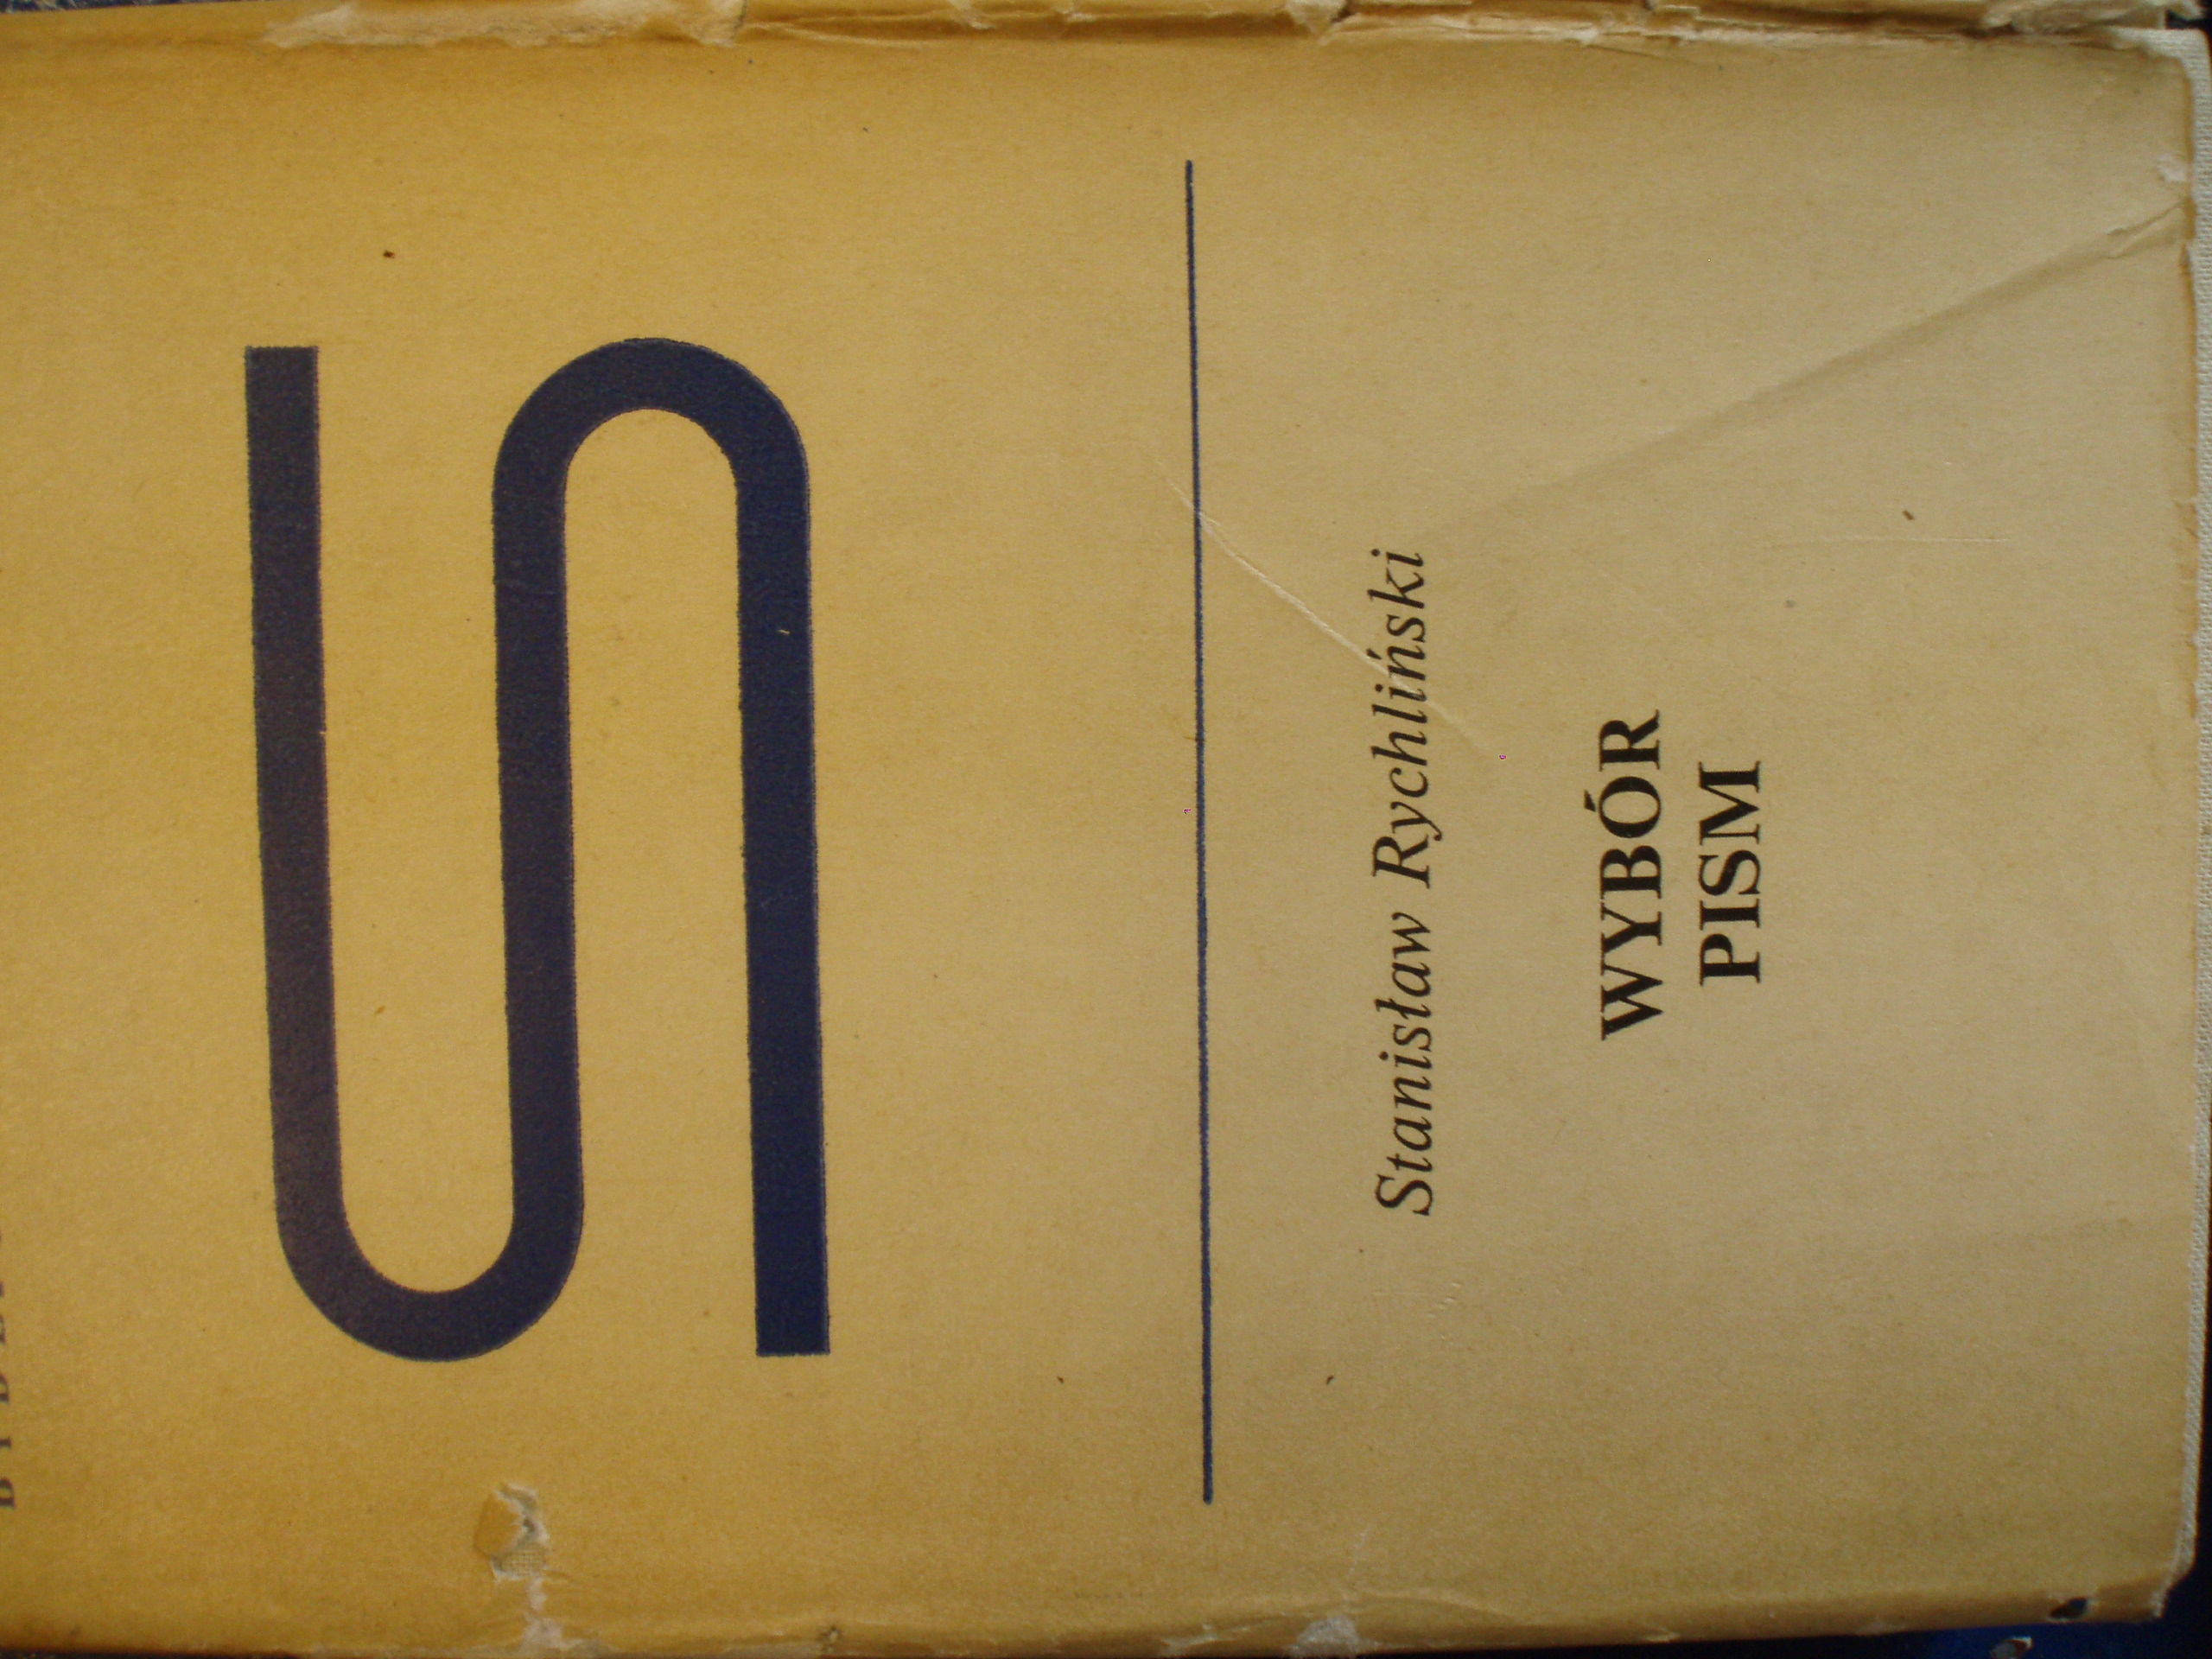 S
Stanisław Rychliński
WYBÓR
PISM